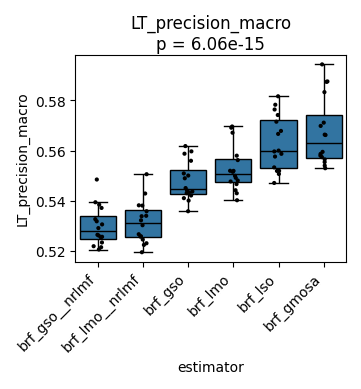 LT_precision_macro
p = 6.06e-15
LT_precision_macro
0.58
0.56
0.54
0.52
brf_gso__nrlmf
brf_lmo__nrlmf
brf_gso
brf_lmo
brf_lso
brf_gmosa
estimator